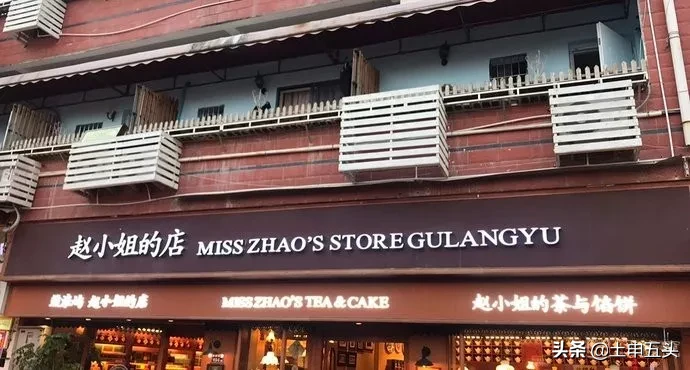 赵小姐的店 MISS ZHAO'S STORE GULANGYU
鼓浪屿 赵小姐的店 MISS ZHAO'S TEA & CAKE 赵小姐的茶与馅饼
头条 @土申五头